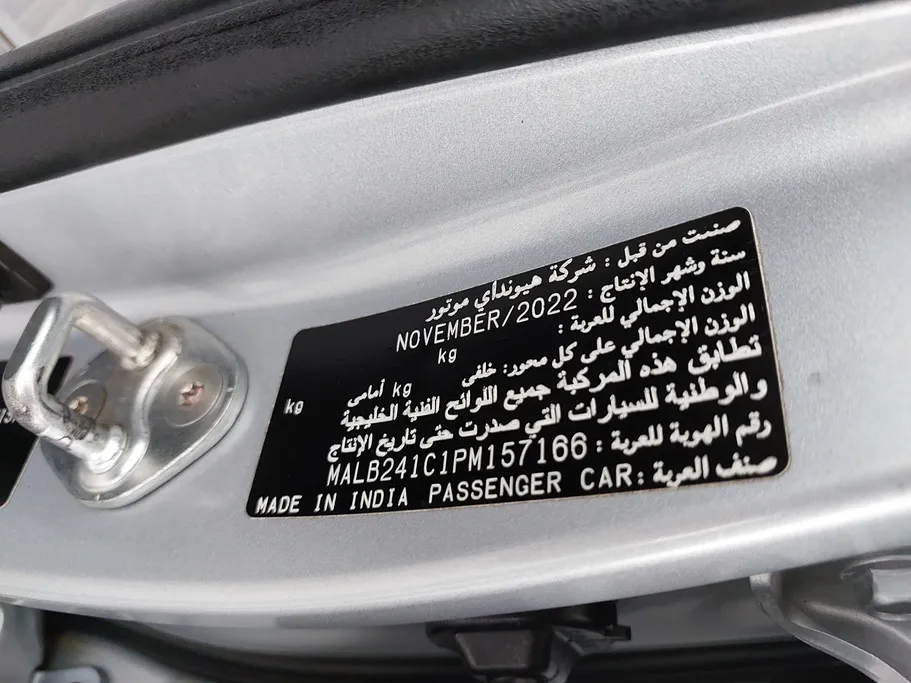 صنعت من قبل : شركة هيونداي موتور
سنة وشهر الإنتاج : NOVEMBER/2022
الوزن الإجمالي للعربة : kg
الوزن الإجمالي على كل محور: خلفى kg أمامى kg
تطابق هذه المركبة جميع اللوائح الفنية الخليجية
والوطنية للسيارات التي صدرت حتى تاريخ الإنتاج
رقم الهوية للعربة : MALB241C1PM157166
صنف العربة : PASSENGER CAR MADE IN INDIA